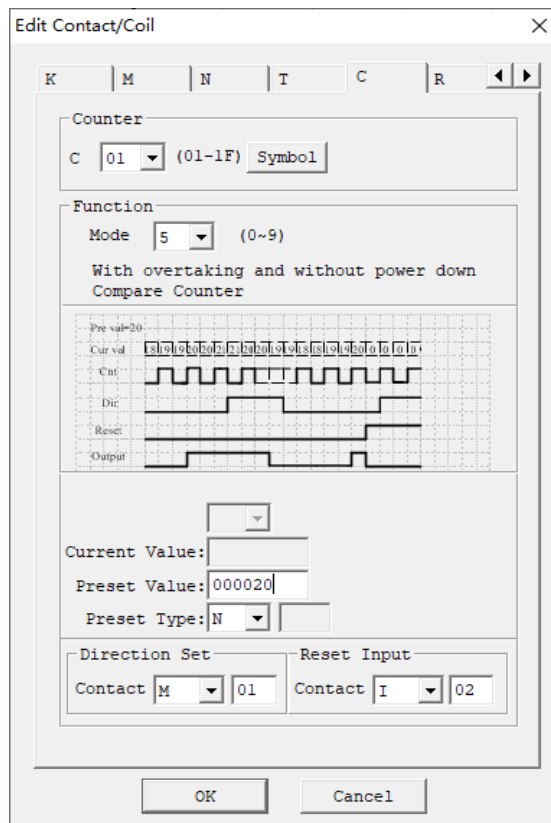 Edit Contact/Coil
K M N T C R
Counter
C 01 (01-1F) Symbol
Function
Mode 5 (0~9)
With overtaking and without power down
Compare Counter
Pre val=20
Cur val
Cnt
Dir
Reset
Output
Current Value:
Preset Value: 000020
Preset Type: N
Direction Set Reset Input
Contact M 01 Contact I 02
OK Cancel